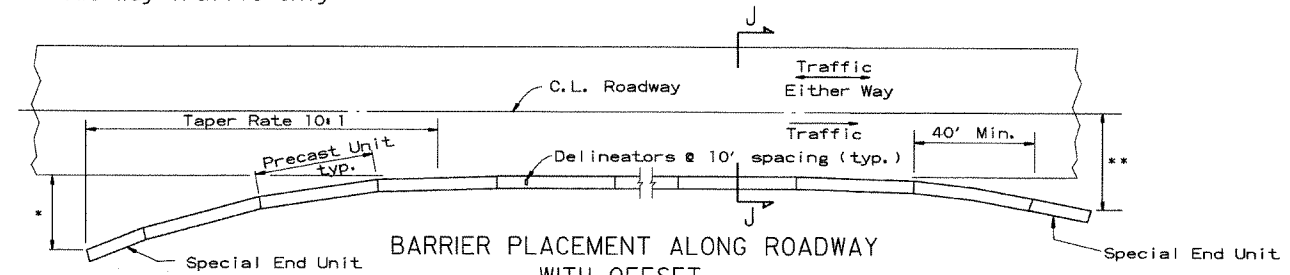 J
Traffic
Either Way
C.L. Roadway
Taper Rate 10:1
Traffic
40' Min.
Precast Unit
typ.
Delineators @ 10' spacing (typ.)
**
*
J
BARRIER PLACEMENT ALONG ROADWAY
WITH OFFSET
Special End Unit
Special End Unit